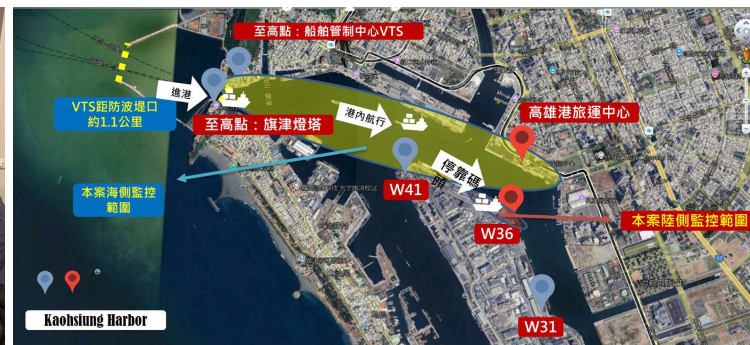 至高點：船舶管制中心VTS
VTS距防波堤口
約1.1公里
進港
至高點：旗津燈塔
港內航行
高雄港旅運中心
本案海側監控
範圍
W41
停靠碼
頭
W36
本案陸側監控範圍
W31
Kaohsiung Harbor